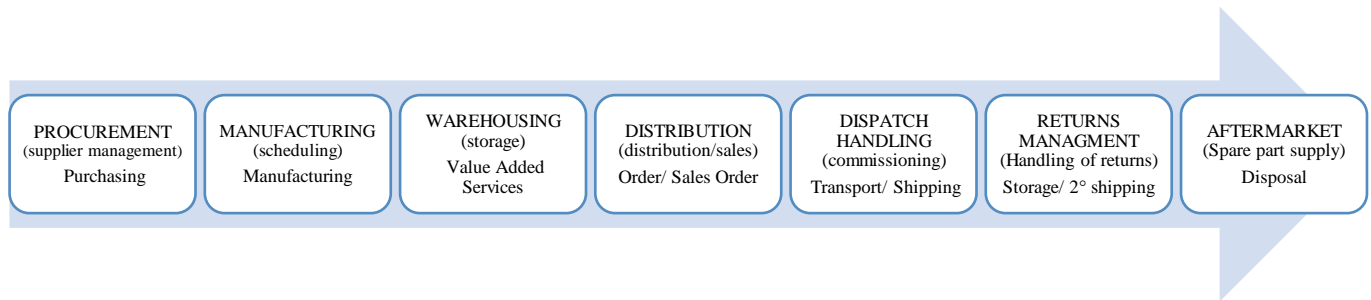 PROCUREMENT
(supplier management)
Purchasing
MANUFACTURING
(scheduling)
Manufacturing
WAREHOUSING
(storage)
Value Added
Services
DISTRIBUTION
(distribution/sales)
Order/ Sales Order
DISPATCH
HANDLING
(commissioning)
Transport/ Shipping
RETURNS
MANAGMENT
(Handling of returns)
Storage/ 2° shipping
AFTERMARKET
(Spare part supply)
Disposal